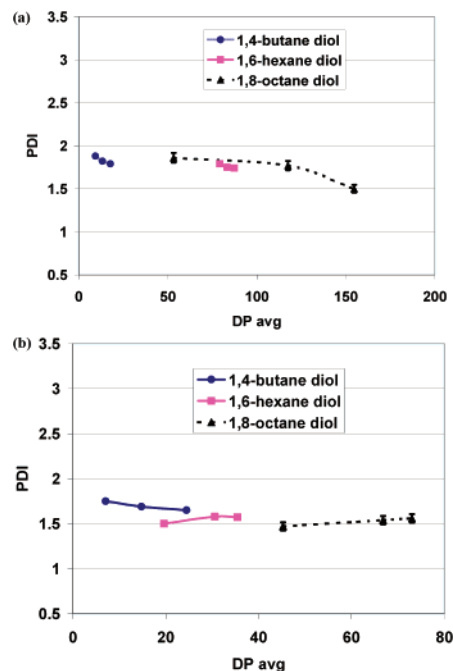 (a)
3.5
1,4-butane diol
3
1,6-hexane diol
1,8-octane diol
2.5
PDI
2
1.5
1
0.5
0 50 100 150 200
DP avg
(b)
3.5
3
1,4-butane diol
1,6-hexane diol
2.5
1,8-octane diol
PDI
2
1.5
1
0.5
0 20 40 60 80
DP avg